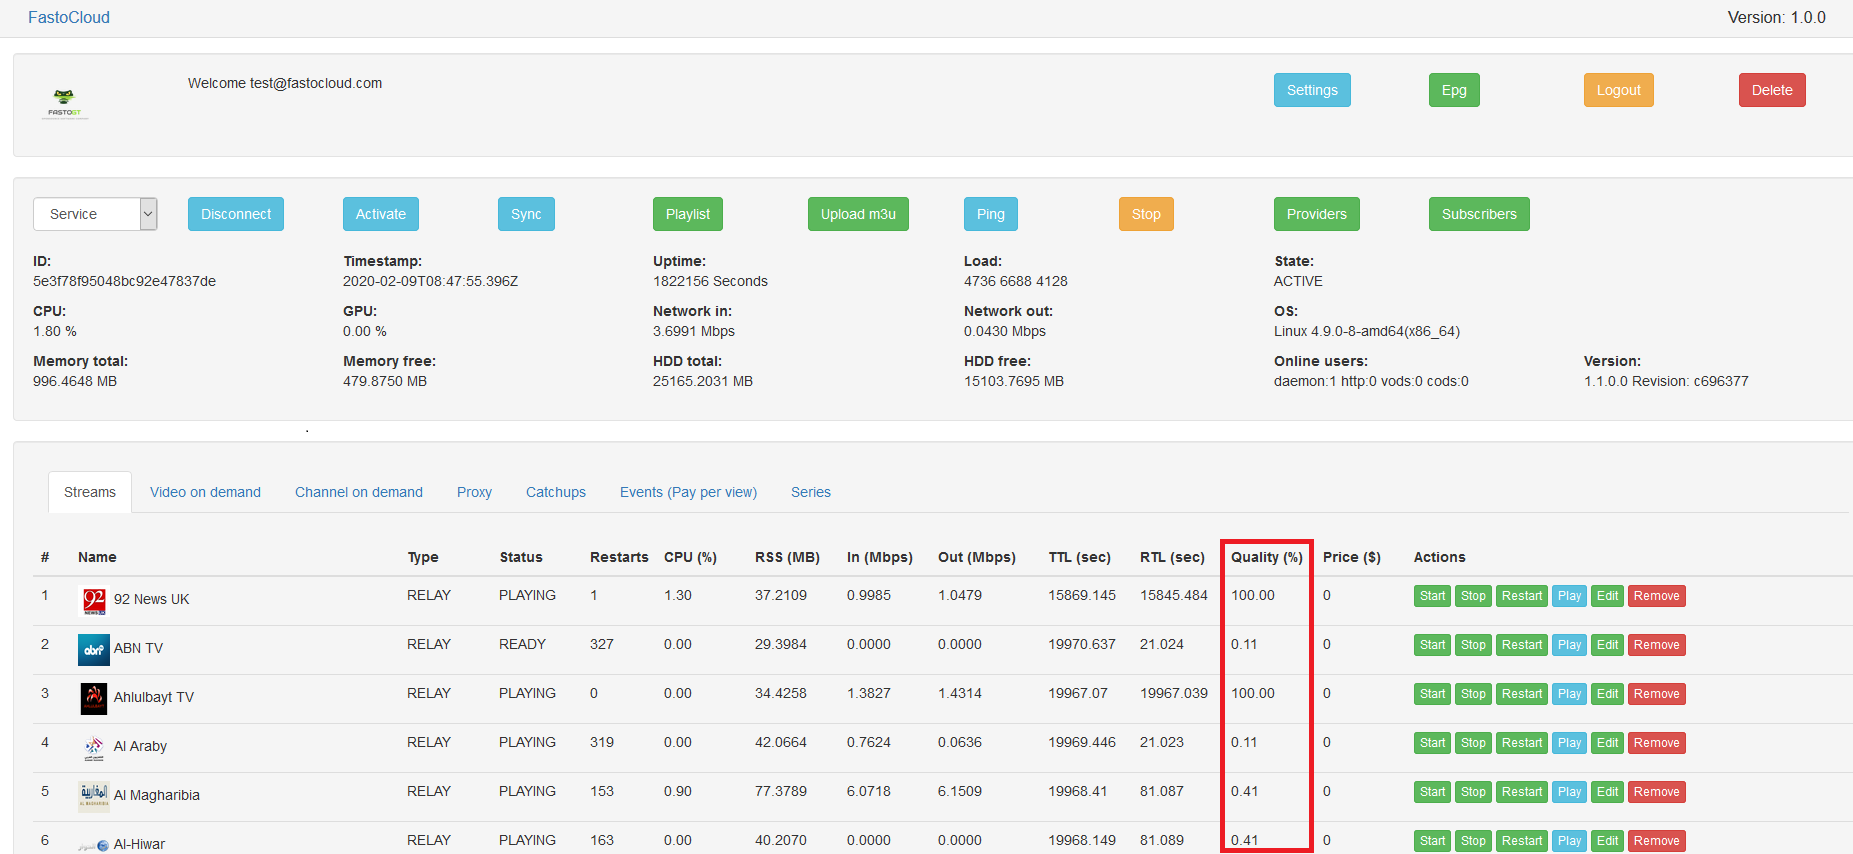 FastoCloud Version: 1.0.0
FASTOGT
Welcome test@fastocloud.com Settings Epg Logout Delete
Service Disconnect Activate Sync Playlist Upload m3u Ping Stop Providers Subscribers
ID: Timestamp: Uptime: Load: State:
5e3f78f95048bc92e47837de 2020-02-09T08:47:55.396Z 1822156 Seconds 4736 6688 4128 ACTIVE
CPU: GPU: Network in: Network out: OS:
1.80 % 0.00 % 3.6991 Mbps 0.0430 Mbps Linux 4.9.0-8-amd64(x86_64)
Memory total: Memory free: HDD total: HDD free: Online users: Version:
996.4648 MB 479.8750 MB 25165.2031 MB 15103.7695 MB daemon:1 http:0 vods:0 cods:0 1.1.0.0 Revision: c696377
.
Streams Video on demand Channel on demand Proxy Catchups Events (Pay per view) Series
# Name Type Status Restarts CPU (%) RSS (MB) In (Mbps) Out (Mbps) TTL (sec) RTL (sec) Quality (%) Price ($) Actions
1 92 NEWS 92 News UK RELAY PLAYING 1 1.30 37.2109 0.9985 1.0479 15869.145 15845.484 100.00 0 Start Stop Restart Play Edit Remove
2 abn ABN TV RELAY READY 327 0.00 29.3984 0.0000 0.0000 19970.637 21.024 0.11 0 Start Stop Restart Play Edit Remove
3 Ahlulbayt TV RELAY PLAYING 0 0.00 34.4258 1.3827 1.4314 19967.07 19967.039 100.00 0 Start Stop Restart Play Edit Remove
4 Al Araby RELAY PLAYING 319 0.00 42.0664 0.7624 0.0636 19969.446 21.023 0.11 0 Start Stop Restart Play Edit Remove
5 المغاربية AL MAGHARIBIA Al Magharibia RELAY PLAYING 153 0.90 77.3789 6.0718 6.1509 19968.41 81.087 0.41 0 Start Stop Restart Play Edit Remove
6 Al-Hiwar RELAY PLAYING 163 0.00 40.2070 0.0000 0.0000 19968.149 81.089 0.41 0 Start Stop Restart Play Edit Remove